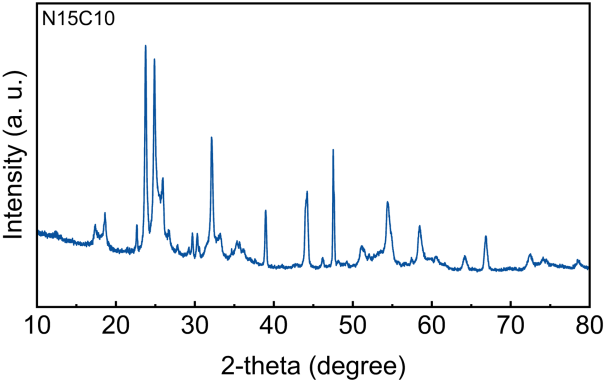 N15C10
Intensity (a. u.)
10 20 30 40 50 60 70 80
2-theta (degree)